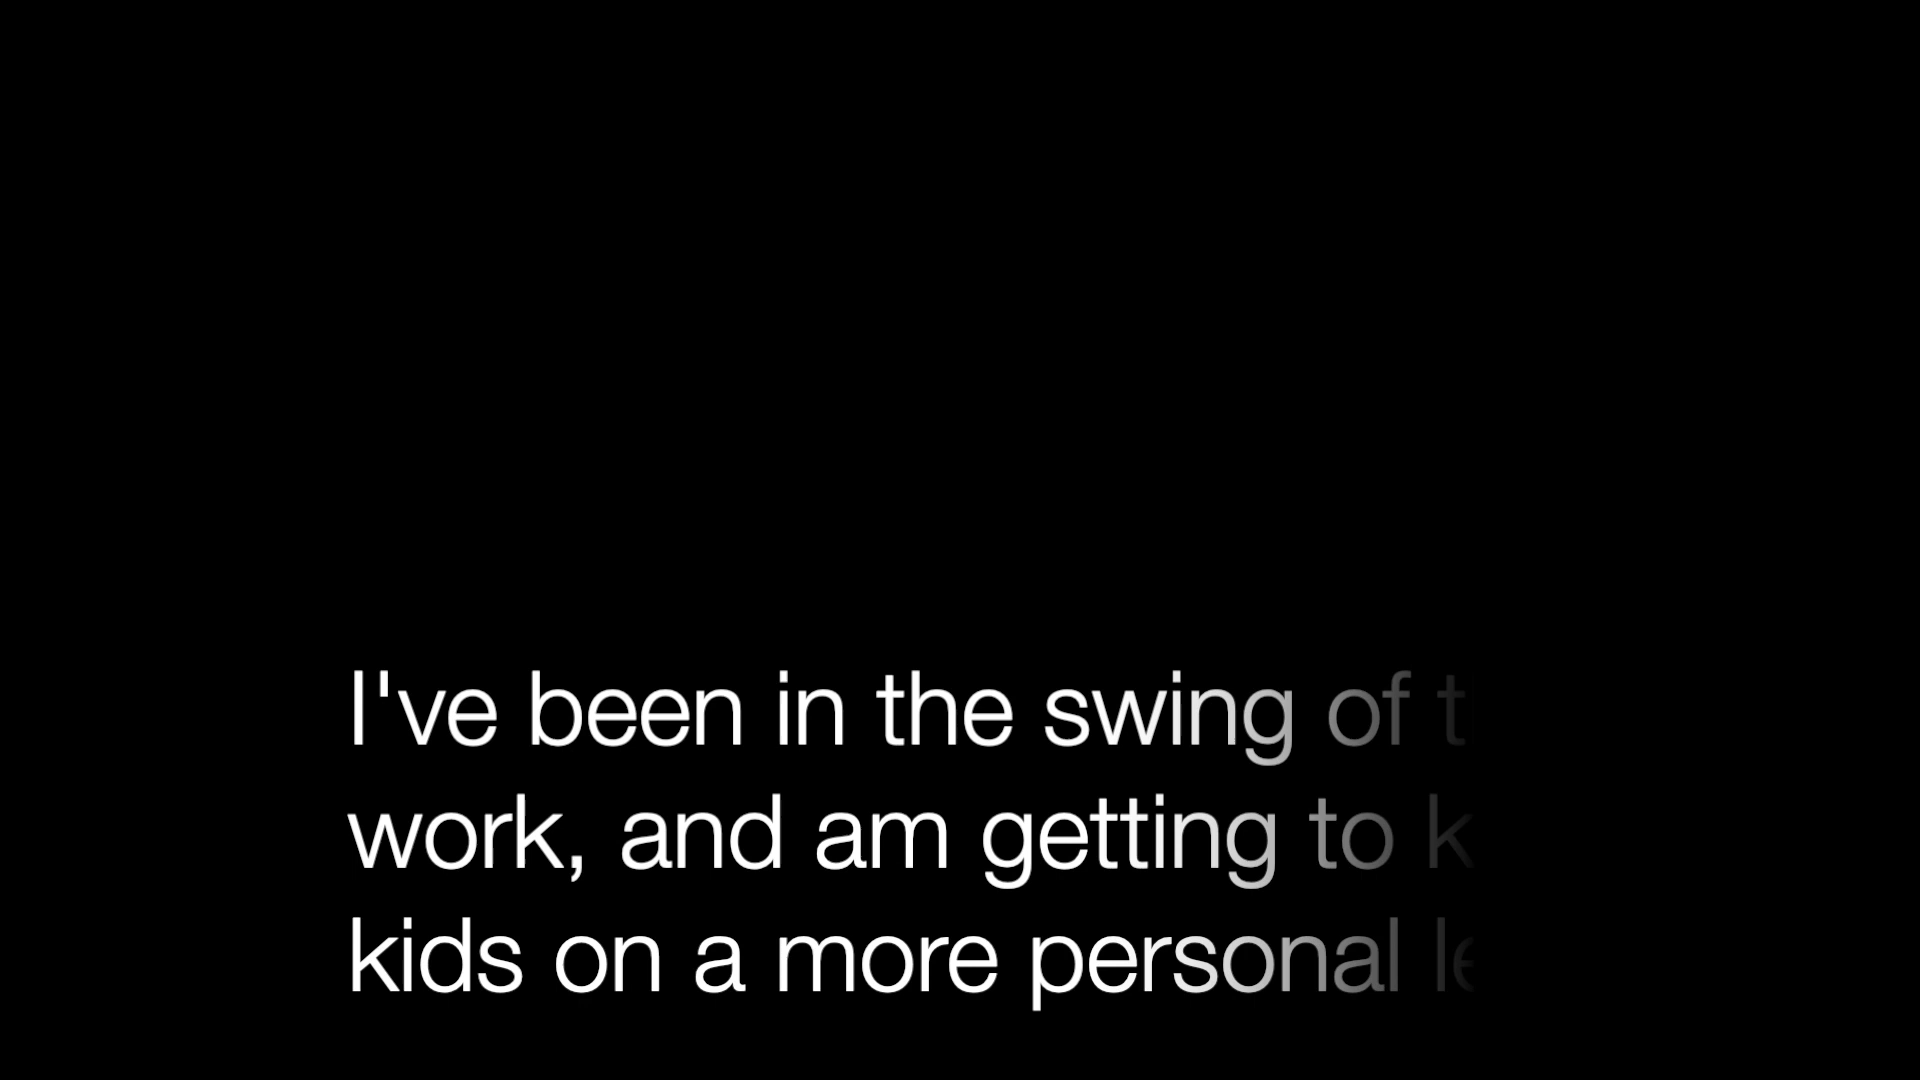 I've been in the swing of
work, and am getting to
kids on a more personal